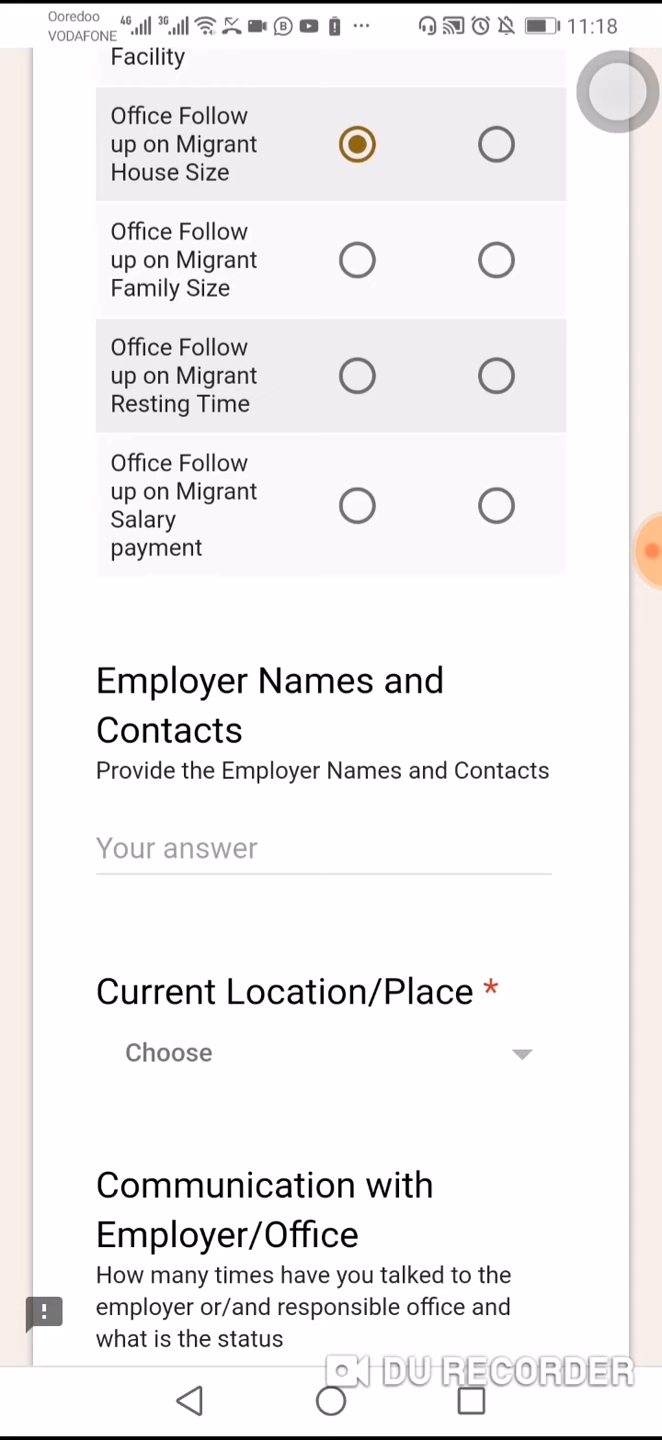 Ooredoo
VODAFONE
4G
3G
11:18
Facility
Office Follow
up on Migrant
House Size
Office Follow
up on Migrant
Family Size
Office Follow
up on Migrant
Resting Time
Office Follow
up on Migrant
Salary
payment
Employer Names and
Contacts
Provide the Employer Names and Contacts
Your answer
Current Location/Place *
Choose
Communication with
Employer/Office
How many times have you talked to the
employer or/and responsible office and
what is the status
DU RECORDER